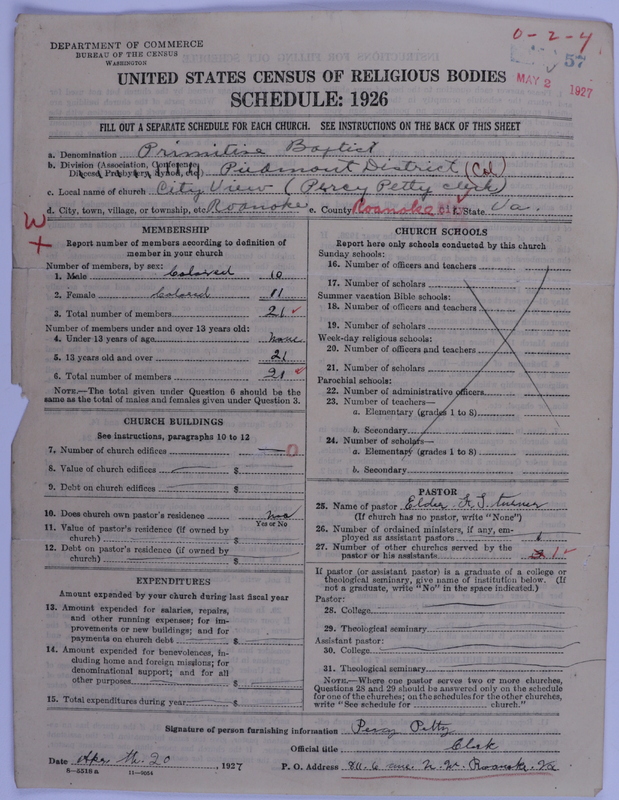 0-2-4
57
MAY 2 1927
DEPARTMENT OF COMMERCE
BUREAU OF THE CENSUS
WASHINGTON
UNITED STATES CENSUS OF RELIGIOUS BODIES
SCHEDULE: 1926
FILL OUT A SEPARATE SCHEDULE FOR EACH CHURCH. SEE INSTRUCTIONS ON THE BACK OF THIS SHEET
a. Denomination Primitive Baptist
b. Division (Association, Conference, Diocese, Presbytery, Synod, etc.) Piedmont District (Col)
c. Local name of church City View (Percy Petty clerk)
d. City, town, village, or township, etc. Roanoke e. County Roanoke f. State Va.
W
+
MEMBERSHIP
Report number of members according to definition of
member in your church
Number of members, by sex:
1. Male Colored 10
2. Female Colored 11
3. Total number of members 21
Number of members under and over 13 years old:
4. Under 13 years of age none
5. 13 years old and over 21
6. Total number of members 21
NOTE.—The total given under Question 6 should be
same as the total of males and females given under Question 3.
CHURCH BUILDINGS
See instructions, paragraphs 10 to 12
7. Number of church edifices 0
8. Value of church edifices $
9. Debt on church edifices $
10. Does church own pastor's residence no
Yes or No
11. Value of pastor's residence (if owned by
church) $
12. Debt on pastor's residence (if owned by
church) $
EXPENDITURES
Amount expended by your church during last fiscal year
13. Amount expended for salaries, repairs,
and other running expenses; for im-
provements or new buildings; and for
payments on church debt $
14. Amount expended for benevolences, in-
cluding home and foreign missions; for
denominational support; and for all
other purposes $
15. Total expenditures during year $
CHURCH SCHOOLS
Report here only schools conducted by this church
Sunday schools:
16. Number of officers and teachers
17. Number of scholars
Summer vacation Bible schools:
18. Number of officers and teachers
19. Number of scholars
Week-day religious schools:
20. Number of officers and teachers
21. Number of scholars
Parochial schools:
22. Number of administrative officers
23. Number of teachers—
a. Elementary (grades 1 to 8)
b. Secondary
24. Number of scholars—
a. Elementary (grades 1 to 8)
b. Secondary
PASTOR
25. Name of pastor Elder
(If church has no pastor, write "None")
26. Number of ordained ministers, if any, em-
ployed as assistant pastors
27. Number of other churches served by the
pastor or his assistants 1
If pastor (or assistant pastor) is a graduate of a college or
theological seminary, give name of institution below. (If
not a graduate, write "No" in the space indicated.)
Pastor:
28. College
29. Theological seminary
Assistant pastor:
30. College
31. Theological seminary
NOTE.—Where one pastor serves two or more churches,
Questions 28 and 29 should be answered only on the schedule
for one of the churches; on the schedules for the other churches,
write "See schedule for church."
Signature of person furnishing information Percy Petty
Official title Clerk
Date Apr th. 20, 1927 P. O. Address 811. 6 ave. N. W. Roanoke Va
8—5518 a 11—9054